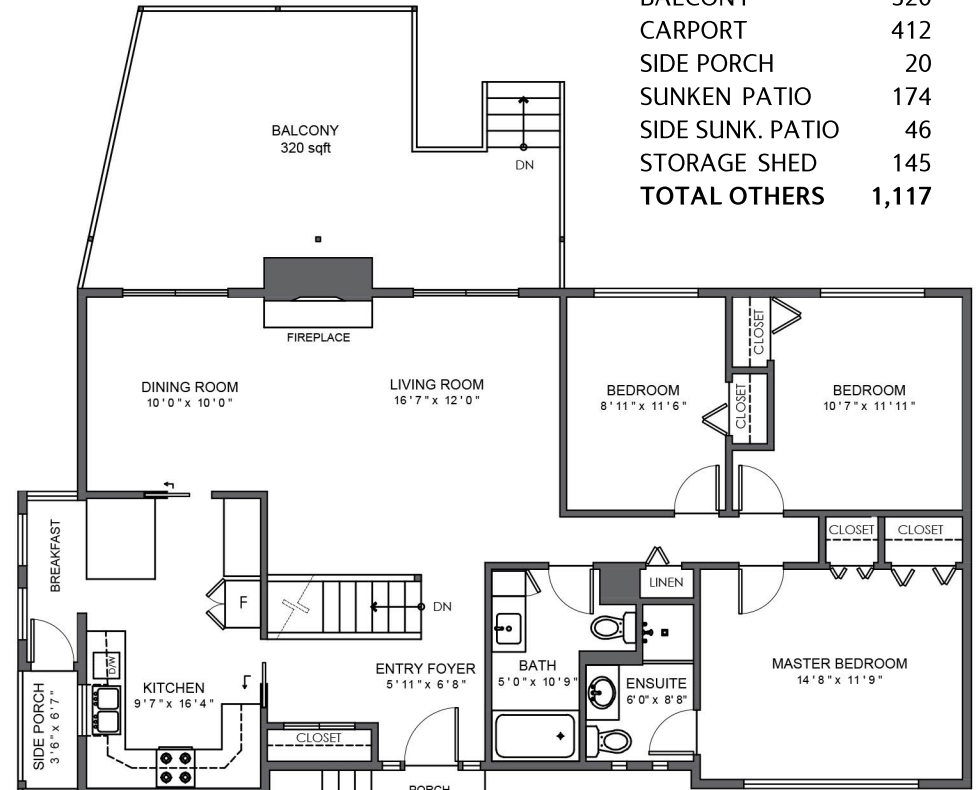 BALCONY 320
CARPORT 412
SIDE PORCH 20
SUNKEN PATIO 174
SIDE SUNK. PATIO 46
STORAGE SHED 145
TOTAL OTHERS 1,117
BALCONY
320 sqft
DN
FIREPLACE
CLOSET
DINING ROOM
10'0" x 10'0"
LIVING ROOM
16'7" x 12'0"
BEDROOM
8'11" x 11'6"
CLOSET
BEDROOM
10'7" x 11'11"
BREAKFAST
CLOSET
CLOSET
F
DN
LINEN
D/W
KITCHEN
9'7" x 16'4"
ENTRY FOYER
5'11" x 6'8"
BATH
5'0" x 10'9"
ENSUITE
6'0" x 8'8"
MASTER BEDROOM
14'8" x 11'9"
SIDE PORCH
3'6" x 6'7"
CLOSET
PORCH